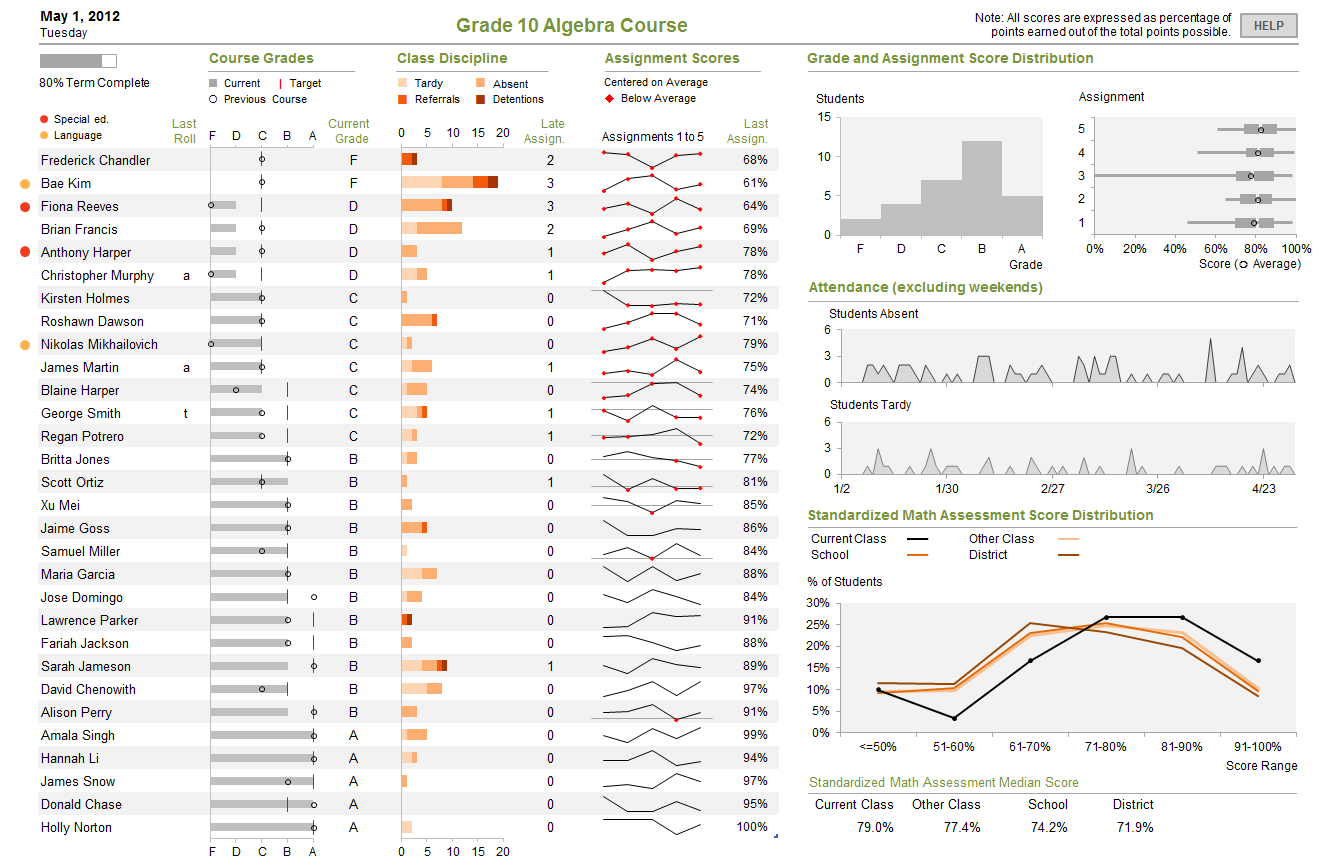 May 1, 2012
Tuesday
Grade 10 Algebra Course
Note: All scores are expressed as percentage of
points earned out of the total points possible.
HELP
80% Term Complete
Special ed.
Language
Last
Roll
Course Grades
Current Target
Previous Course
F D C B A
Current
Grade
Class Discipline
Tardy Absent
Referrals Detentions
0 5 10 15 20
Late
Assign.
Assignment Scores
Centered on Average
Below Average
Assignments 1 to 5
Last
Assign.
Frederick Chandler F 2 68%
Bae Kim F 3 61%
Fiona Reeves D 3 64%
Brian Francis D 2 69%
Anthony Harper D 1 78%
Christopher Murphy a D 1 78%
Kirsten Holmes C 0 72%
Roshawn Dawson C 0 71%
Nikolas Mikhailovich C 0 79%
James Martin a C 1 75%
Blaine Harper C 0 74%
George Smith t C 1 76%
Regan Potrero C 1 72%
Britta Jones B 0 77%
Scott Ortiz B 1 81%
Xu Mei B 0 85%
Jaime Goss B 0 86%
Samuel Miller B 0 84%
Maria Garcia B 0 88%
Jose Domingo B 0 84%
Lawrence Parker B 0 91%
Fariah Jackson B 0 88%
Sarah Jameson B 1 89%
David Chenowith B 0 97%
Alison Perry B 0 91%
Amala Singh A 0 99%
Hannah Li A 0 94%
James Snow A 0 97%
Donald Chase A 0 95%
Holly Norton A 0 100%
F D C B A
0 5 10 15 20
Grade and Assignment Score Distribution
Students
15
10
5
0
F D C B A
Grade
Assignment
5
4
3
2
1
0% 20% 40% 60% 80% 100%
Score (o Average)
Attendance (excluding weekends)
Students Absent
6
3
0
Students Tardy
6
3
0
1/2 1/30 2/27 3/26 4/23
Standardized Math Assessment Score Distribution
Current Class Other Class
School District
% of Students
30%
25%
20%
15%
10%
5%
0%
<=50% 51-60% 61-70% 71-80% 81-90% 91-100%
Score Range
Standardized Math Assessment Median Score
Current Class Other Class School District
79.0% 77.4% 74.2% 71.9%